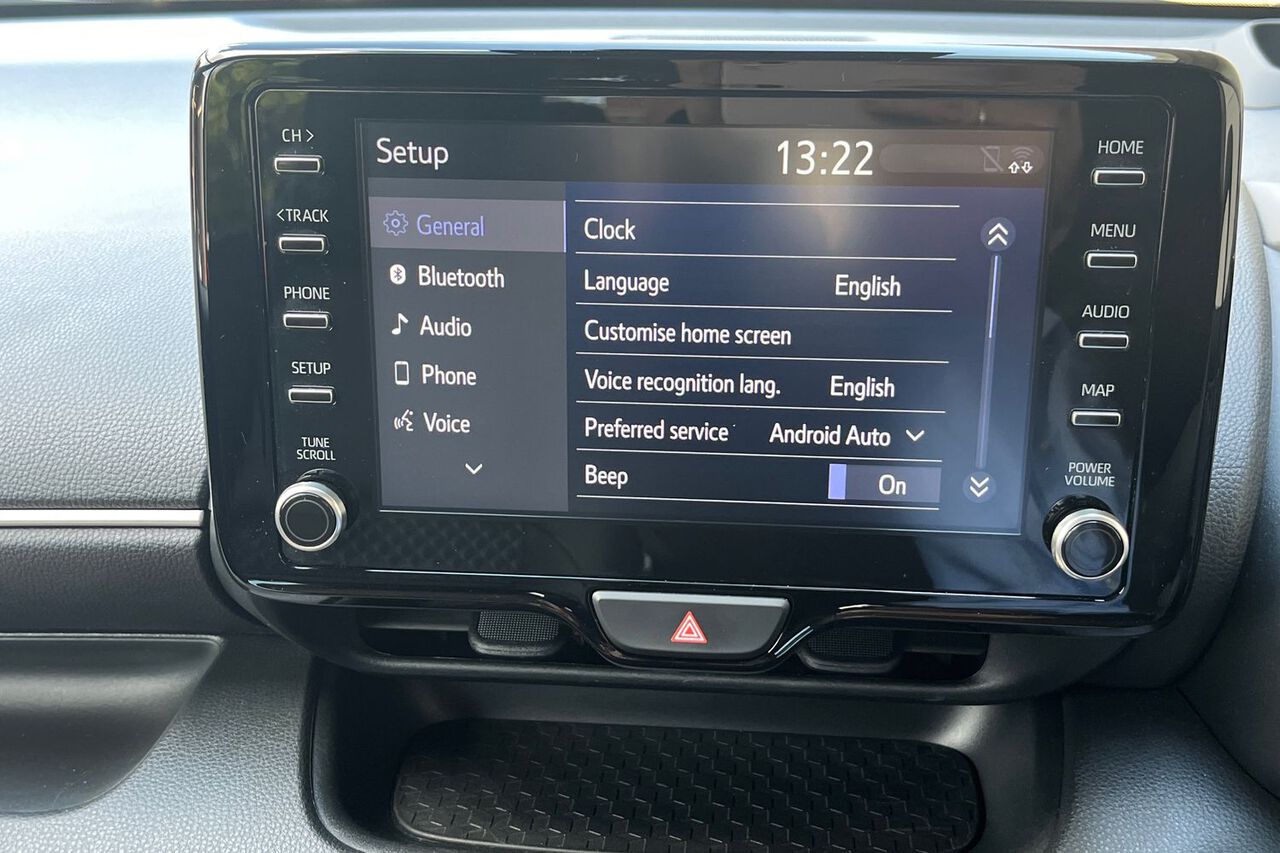 CH >
< TRACK
PHONE
SETUP
TUNE
SCROLL
Setup
13:22
General
Bluetooth
Audio
Phone
Voice
Clock
Language English
Customise home screen
Voice recognition lang. English
Preferred service Android Auto
Beep On
HOME
MENU
AUDIO
MAP
POWER
VOLUME